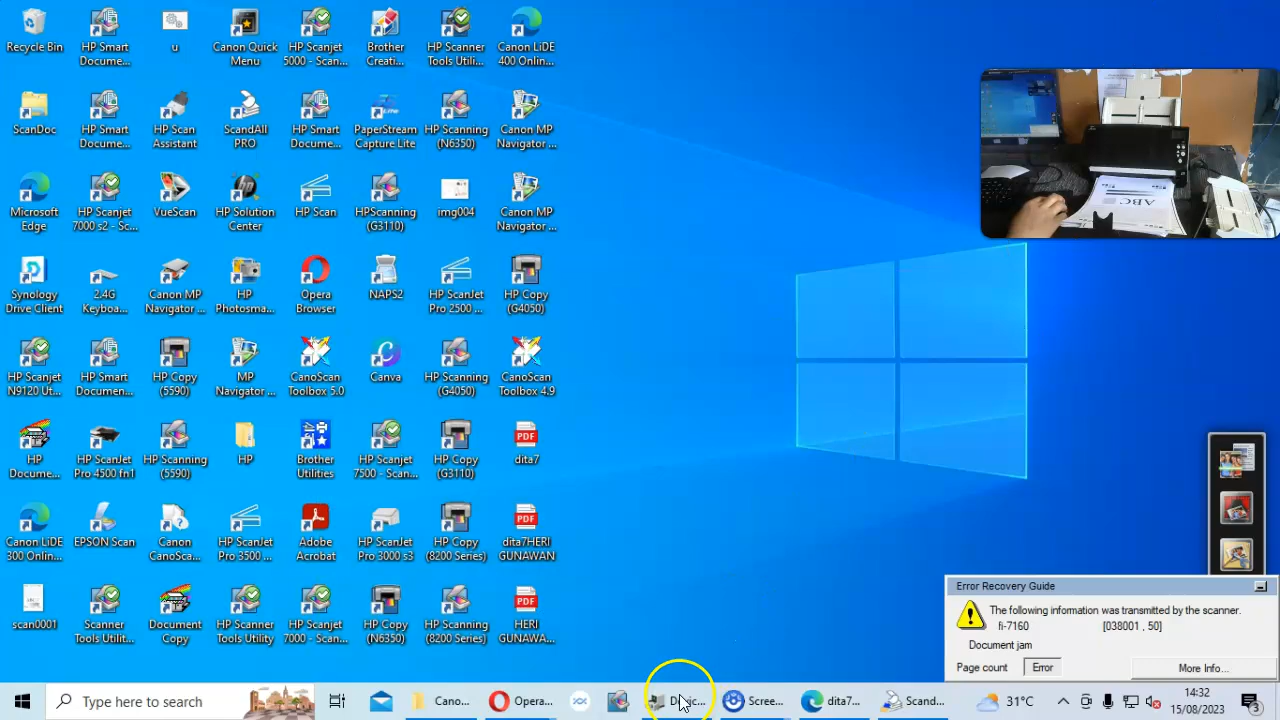 Recycle Bin
HP Smart
Docume...
u
Canon Quick
Menu
HP Scanjet
5000 - Scan...
Brother
Creati...
HP Scanner
Tools Utili...
Canon LiDE
400 Onlin...
ScanDoc
HP Smart
Docume...
HP Scan
Assistant
ScandAll
PRO
HP Smart
Docume...
PaperStream
Capture Lite
HP Scanning
(N6350)
Canon MP
Navigator ...
Microsoft
Edge
HP Scanjet
7000 s2 - Sc...
VueScan
HP Solution
Center
HP Scan
HPScanning
(G3110)
img004
Canon MP
Navigator ...
Synology
Drive Client
2.4G
Keyboa...
Canon MP
Navigator ...
HP
Photosma...
Opera
Browser
NAPS2
HP ScanJet
Pro 2500 ...
HP Copy
(G4050)
HP Scanjet
N9120 Ut...
HP Smart
Documen...
HP Copy
(5590)
MP
Navigator ...
CanoScan
Toolbox 5.0
Canva
HP Scanning
(G4050)
CanoScan
Toolbox 4.9
HP
Docume...
HP ScanJet
Pro 4500 fn1
HP Scanning
(5590)
HP
Brother
Utilities
HP Scanjet
7500 - Scan...
HP Copy
(G3110)
PDF
dita7
Canon LiDE
300 Onlin...
EPSON Scan
Canon
CanoSca...
HP ScanJet
Pro 3500 ...
Adobe
Acrobat
HP ScanJet
Pro 3000 s3
HP Copy
(8200 Series)
PDF
dita7HERI
GUNAWAN
scan0001
Scanner
Tools Utilit...
Document
Copy
HP Scanner
Tools Utility
HP Scanjet
7000 - Scan...
HP Copy
(N6350)
HP Scanning
(8200 Series)
PDF
HERI
GUNAWA...
ABC
Error Recovery Guide
The following information was transmitted by the scanner.
fi-7160 [038001 , 50]
Document jam
Page count Error More Info...
Type here to search
Cano...
Opera...
Scree...
dita7...
Scand...
31°C
14:32
15/08/2023
3